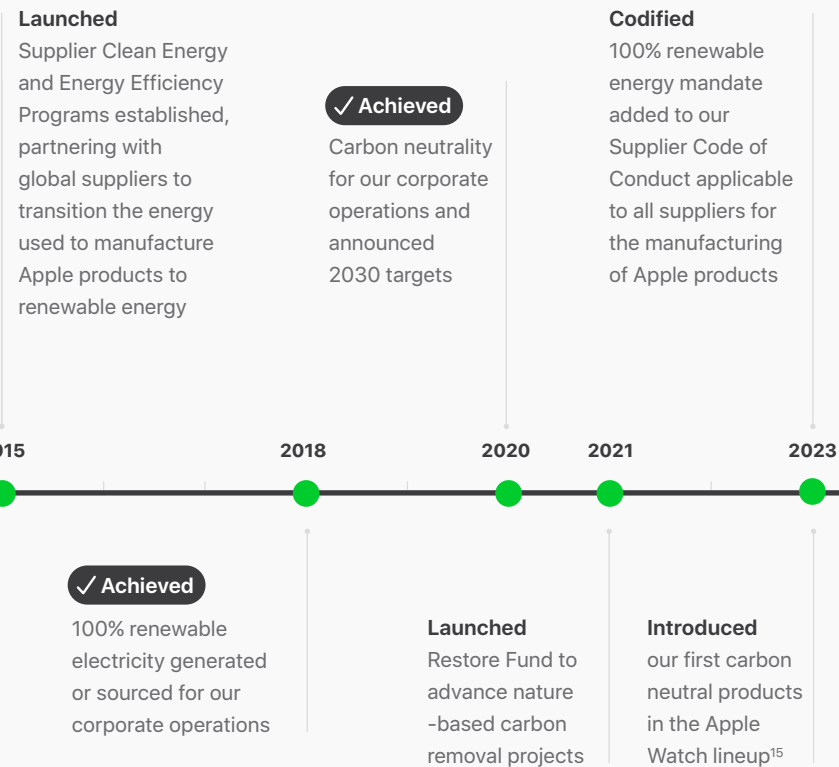 Launched
Supplier Clean Energy
and Energy Efficiency
Programs established,
partnering with
global suppliers to
transition the energy
used to manufacture
Apple products to
renewable energy
✓ Achieved
Carbon neutrality
for our corporate
operations and
announced
2030 targets
Codified
100% renewable
energy mandate
added to our
Supplier Code of
Conduct applicable
to all suppliers for
the manufacturing
of Apple products
015 2018 2020 2021 2023
✓ Achieved
100% renewable
electricity generated
or sourced for our
corporate operations
Launched
Restore Fund to
advance nature
-based carbon
removal projects
Introduced
our first carbon
neutral products
in the Apple
Watch lineup¹⁵